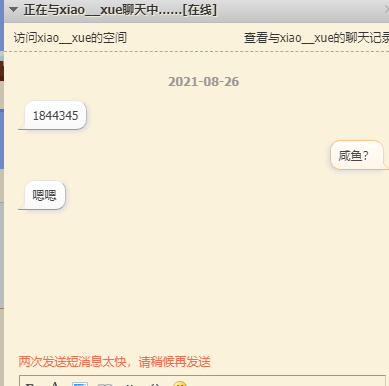 正在与xiao__xue聊天中......[在线]
访问xiao__xue的空间 查看与xiao__xue的聊天记录
2021-08-26
1844345
咸鱼?
嗯嗯
两次发送短消息太快，请稍候再发送